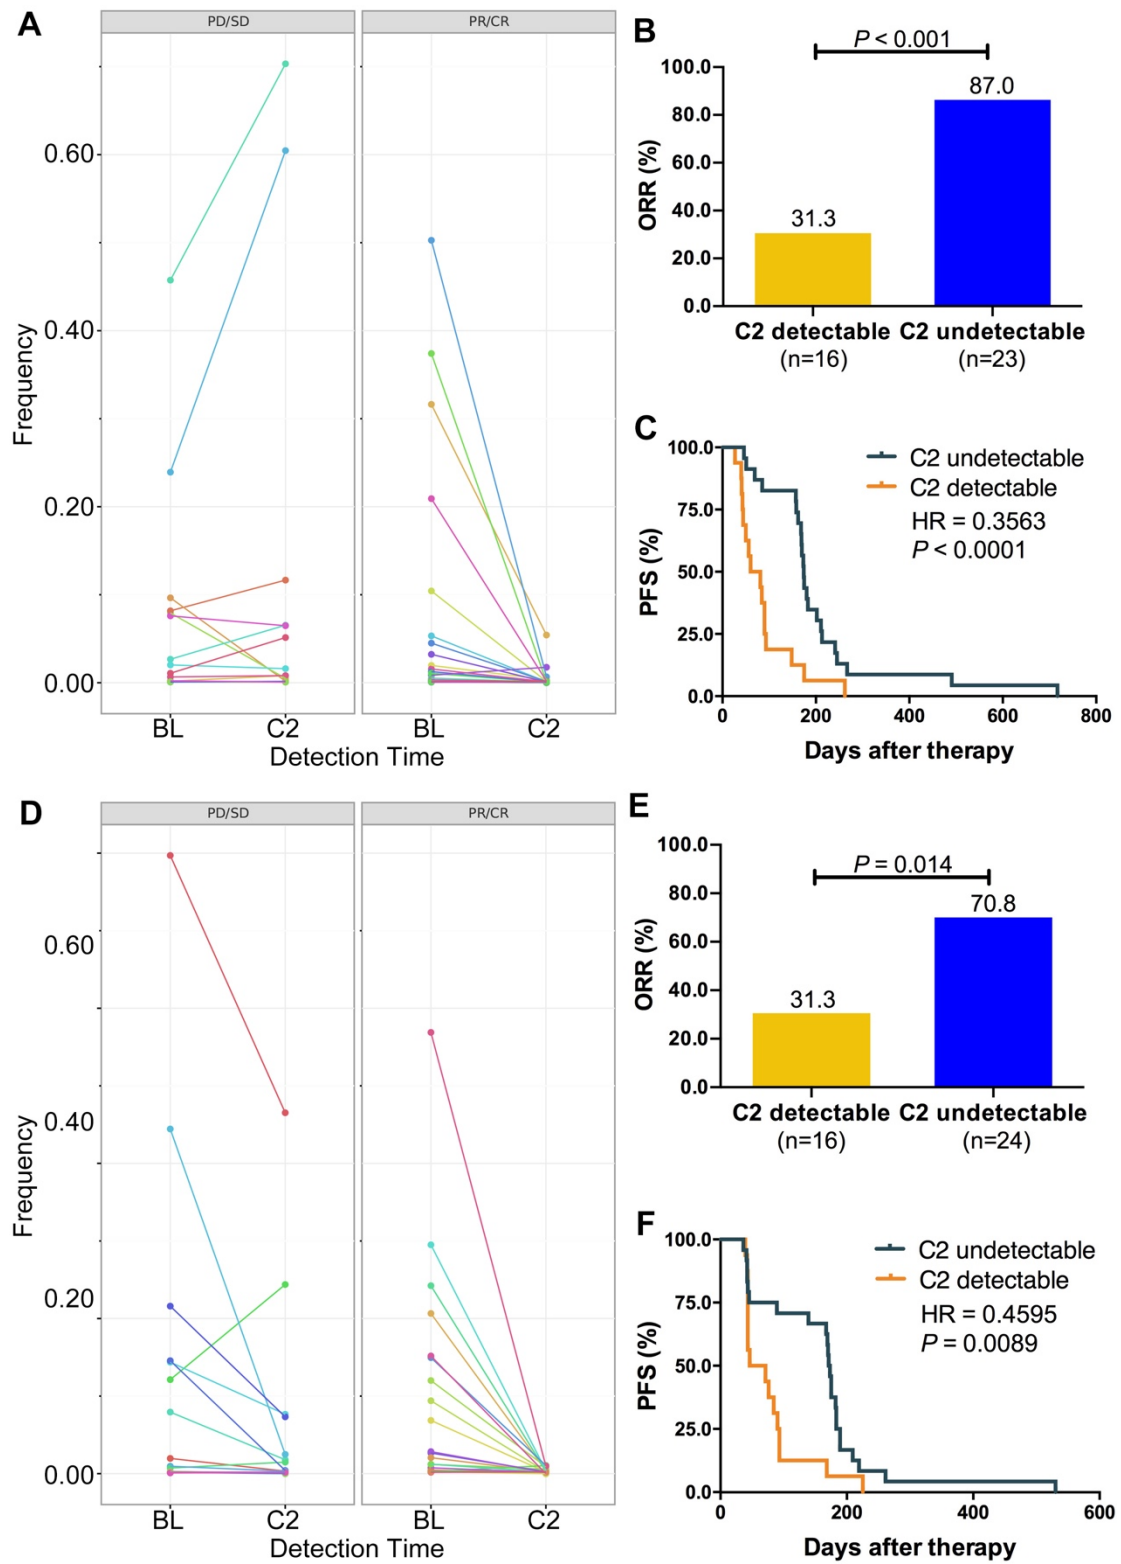 A
PD/SD
PR/CR
0.60
0.40
0.20
0.00
Frequency
BL
C2
BL
C2
Detection Time
B
P < 0.001
100.0
80.0
60.0
40.0
20.0
0.0
ORR (%)
31.3
87.0
C2 detectable
C2 undetectable
(n=16)
(n=23)
C
100.0
75.0
50.0
25.0
0.0
PFS (%)
C2 undetectable
C2 detectable
HR = 0.3563
P < 0.0001
0
200
400
600
800
Days after therapy
D
PD/SD
PR/CR
0.60
0.40
0.20
0.00
Frequency
BL
C2
BL
C2
Detection Time
E
P = 0.014
100.0
80.0
60.0
40.0
20.0
0.0
ORR (%)
31.3
70.8
C2 detectable
C2 undetectable
(n=16)
(n=24)
F
100.0
75.0
50.0
25.0
0.0
PFS (%)
C2 undetectable
C2 detectable
HR = 0.4595
P = 0.0089
0
200
400
600
Days after therapy